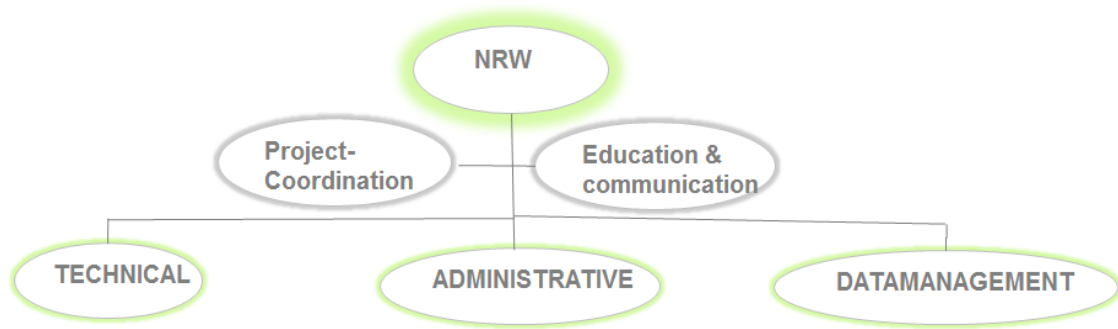 NRW
Project-
Coordination
Education &
communication
TECHNICAL
ADMINISTRATIVE
DATAMANAGEMENT